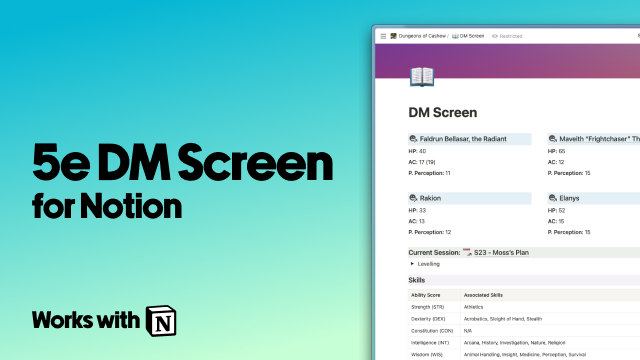 Dungeons of Cashew / DM Screen Restricted
DM Screen
Faldrun Bellasar, the Radiant
HP: 40
AC: 17 (19)
P. Perception: 11
Maveith "Frightchaser" Th
HP: 65
AC: 12
P. Perception: 15
Rakion
HP: 33
AC: 13
P. Perception: 12
Elanys
HP: 52
AC: 15
P. Perception: 15
Current Session: S23 - Moss's Plan
Levelling
Skills
Ability Score Associated Skills
Strength (STR) Athletics
Dexterity (DEX) Acrobatics, Sleight of Hand, Stealth
Constitution (CON) N/A
Intelligence (INT) Arcana, History, Investigation, Nature, Religion
Wisdom (WIS) Animal Handling, Insight, Medicine, Perception, Survival
5e DM Screen
for Notion
Works with N